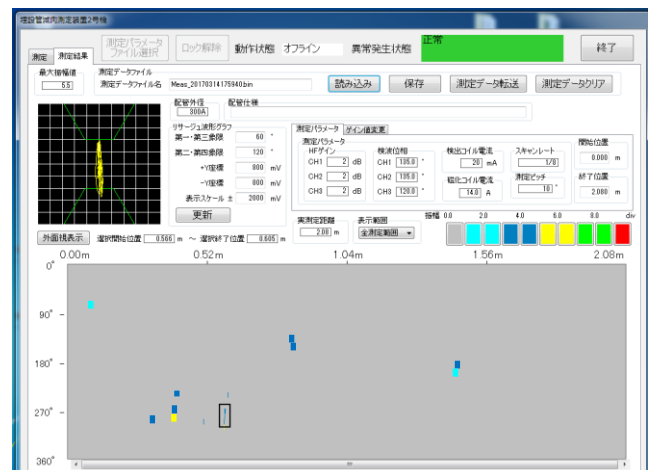 埋設管減肉測定装置2号機
測定 測定結果 測定パラメータ ファイル選択 ロック解除 動作状態 オフライン 異常発生状態 正常 終了
最大振幅値 5.5 測定データファイル
測定データファイル名 Meas_20170314175940.bin 読み込み 保存 測定データ転送 測定データクリア
配管外径 300A 配管仕様
リサージュ波形グラフ
第一・第三象限 60 °
第二・第四象限 120 °
+Y座標 800 mV
-Y座標 800 mV
表示スケール ± 2000 mV
更新
測定パラメータ ゲイン値変更
測定パラメータ
HFゲイン 検波位相 検出コイル電流 スキャンレート 開始位置
CH1 2 dB CH1 135.0 ° 20 mA 1/8 0.000 m
CH2 2 dB CH2 105.0 ° 磁化コイル電流 測定ピッチ 終了位置
CH3 2 dB CH3 120.0 ° 14.0 A 10 ° 2.080 m
実測定距離 2.08 m 表示範囲 全測定範囲 振幅 0.0 2.0 4.0 6.0 8.0 div
外面視表示 選択開始位置 0.566 m ～ 選択終了位置 0.605 m
0.00m 0.52m 1.04m 1.56m 2.08m
0°
90°
180°
270°
360°